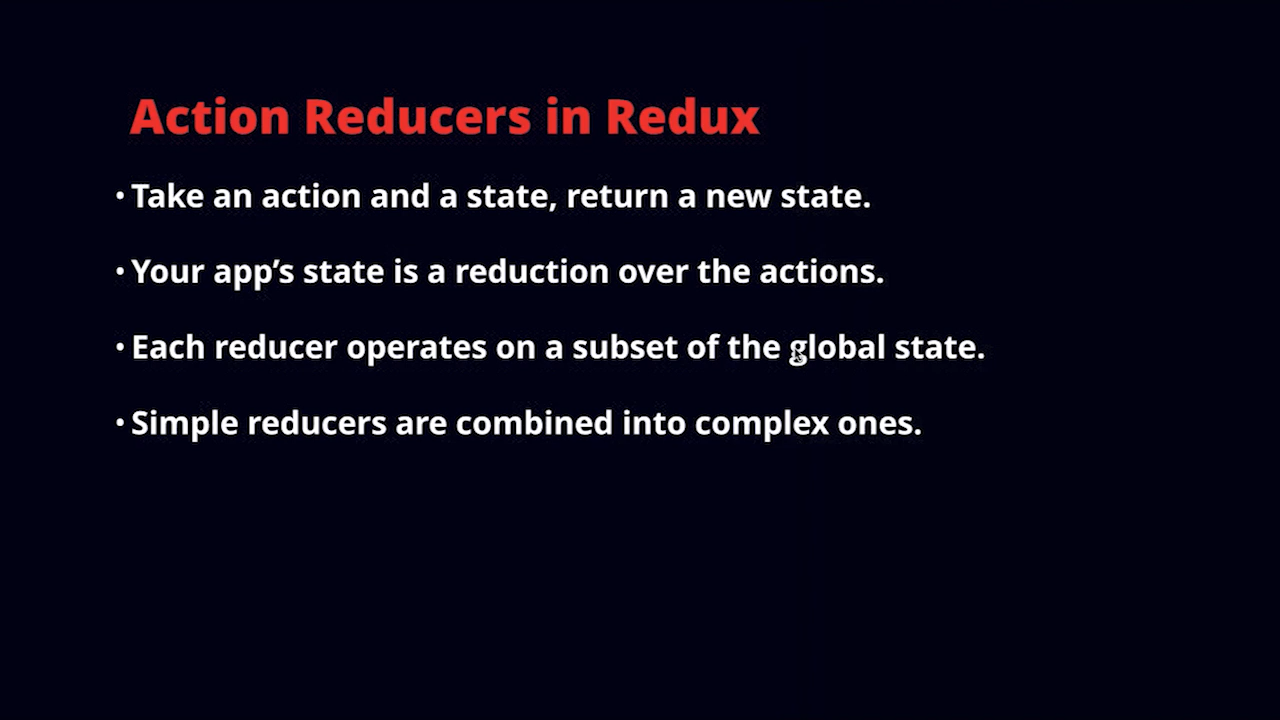 Action Reducers in Redux
• Take an action and a state, return a new state.
• Your app’s state is a reduction over the actions.
• Each reducer operates on a subset of the global state.
• Simple reducers are combined into complex ones.